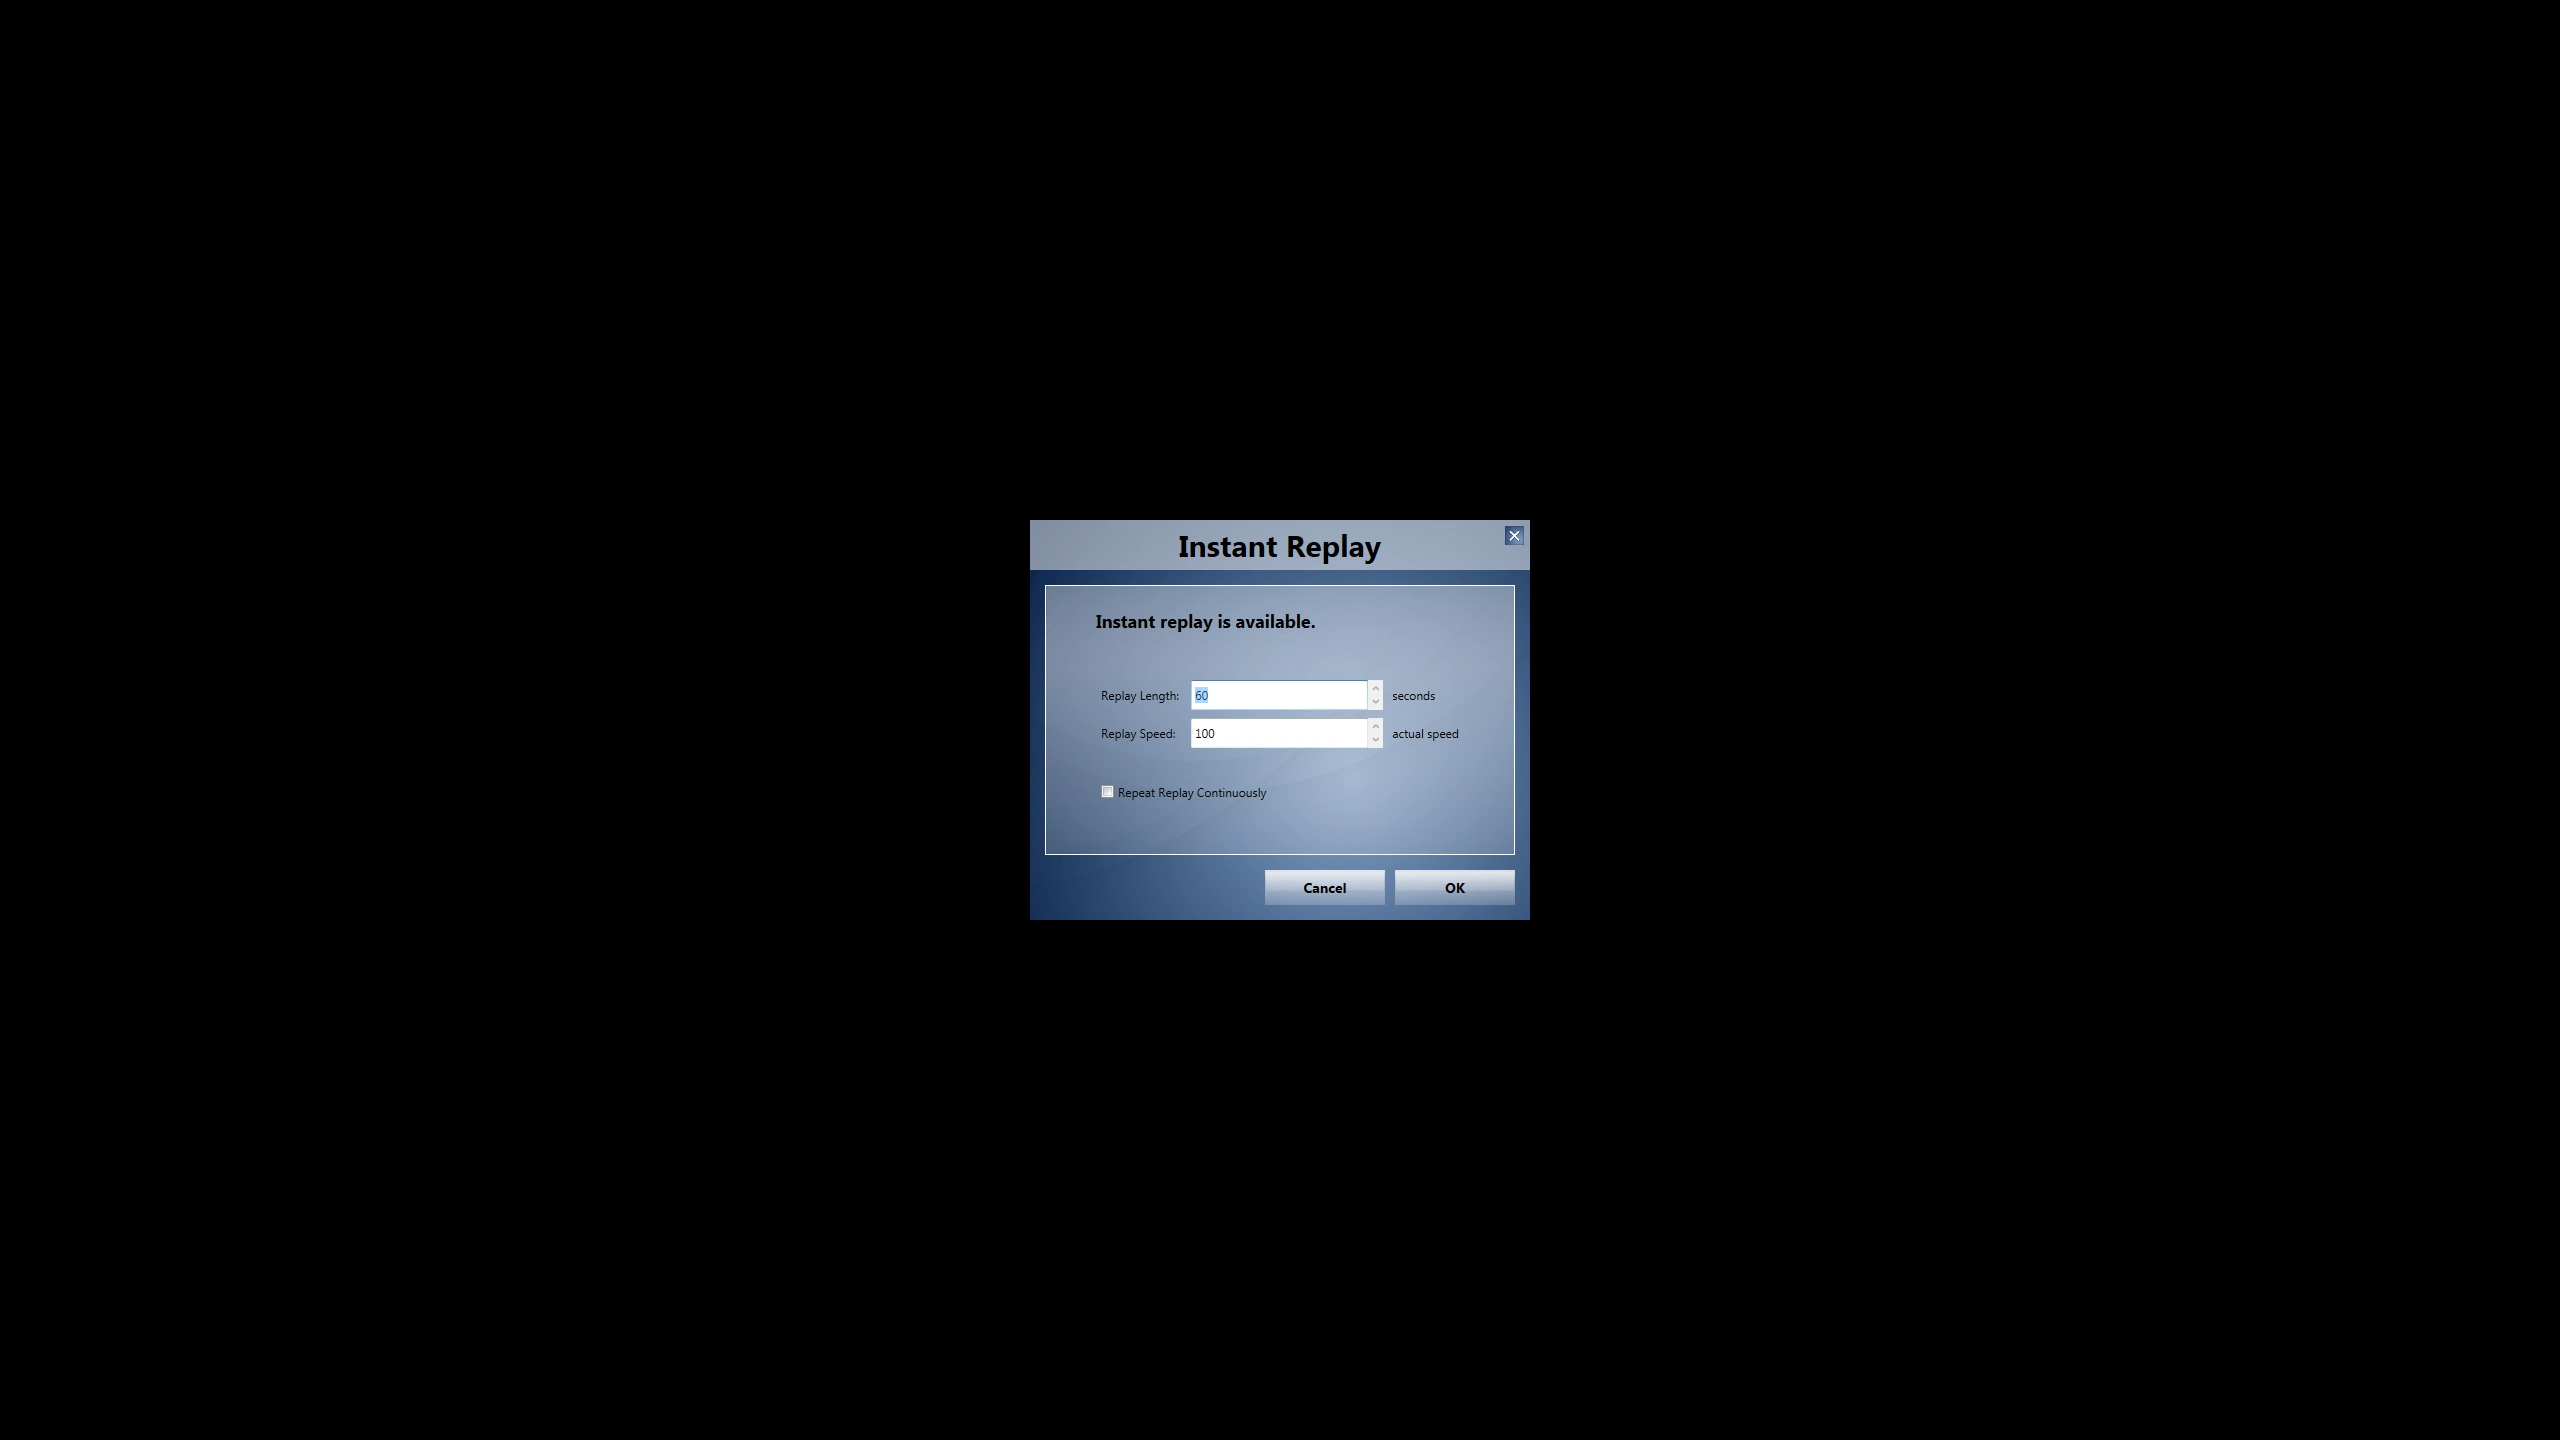 Instant Replay
Instant replay is available.
Replay Length: 60 seconds
Replay Speed: 100 actual speed
Repeat Replay Continuously
Cancel OK